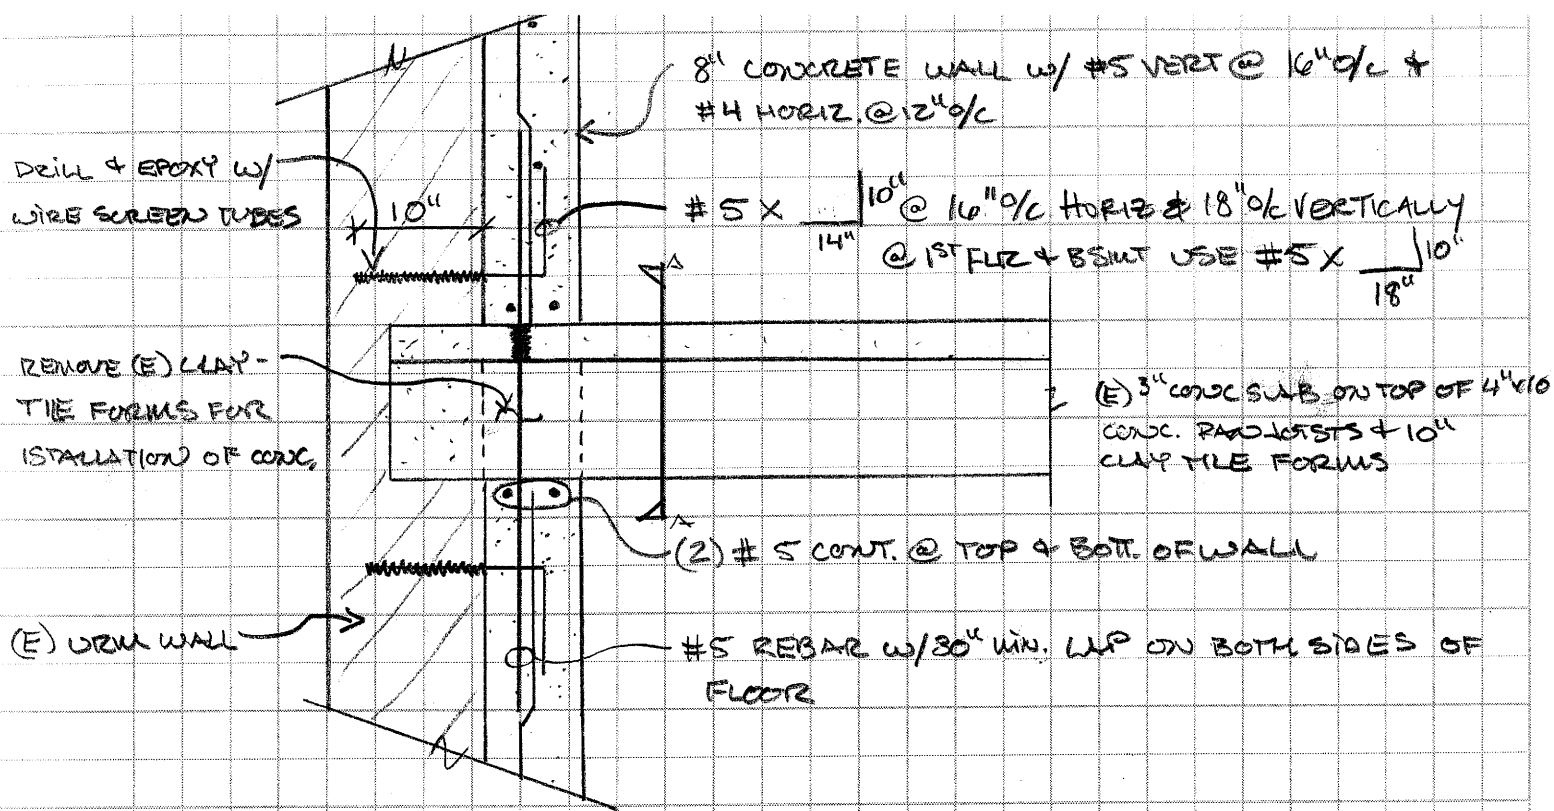 8" CONCRETE WALL W/ #5 VERT @ 16" O/C &
#4 HORIZ. @ 12" O/C
DRILL & EPOXY W/
WIRE SCREEN TUBES
10"
#5 X 14" 10" @ 16" O/C HORIZ & 18" O/C VERTICALLY
@ 1ST FLR & BSMT USE #5 X 18" 10"
A
REMOVE (E) CLAY-
TILE FORMS FOR
ISTALLATION OF CONC.
(E) 3" CONC SLAB ON TOP OF 4"X10
CONC. PAN JOISTS & 10"
CLAY TILE FORMS
A
(2) #5 CONT. @ TOP & BOTT. OF WALL
(E) URM WALL
#5 REBAR W/30" MIN. LAP ON BOTH SIDES OF
FLOOR